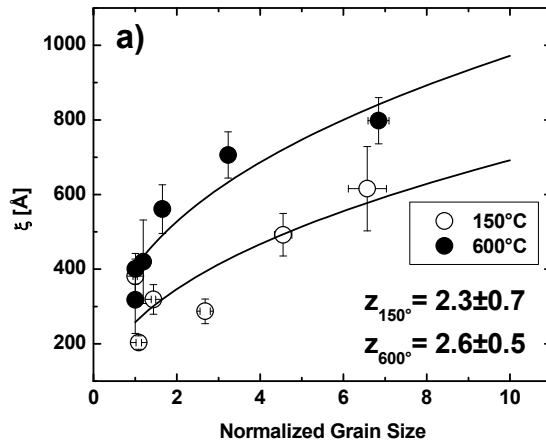 a)
1000
800
600
400
200
ξ [Å]
150°C
600°C
z150° = 2.3±0.7
z600° = 2.6±0.5
0 2 4 6 8 10
Normalized Grain Size